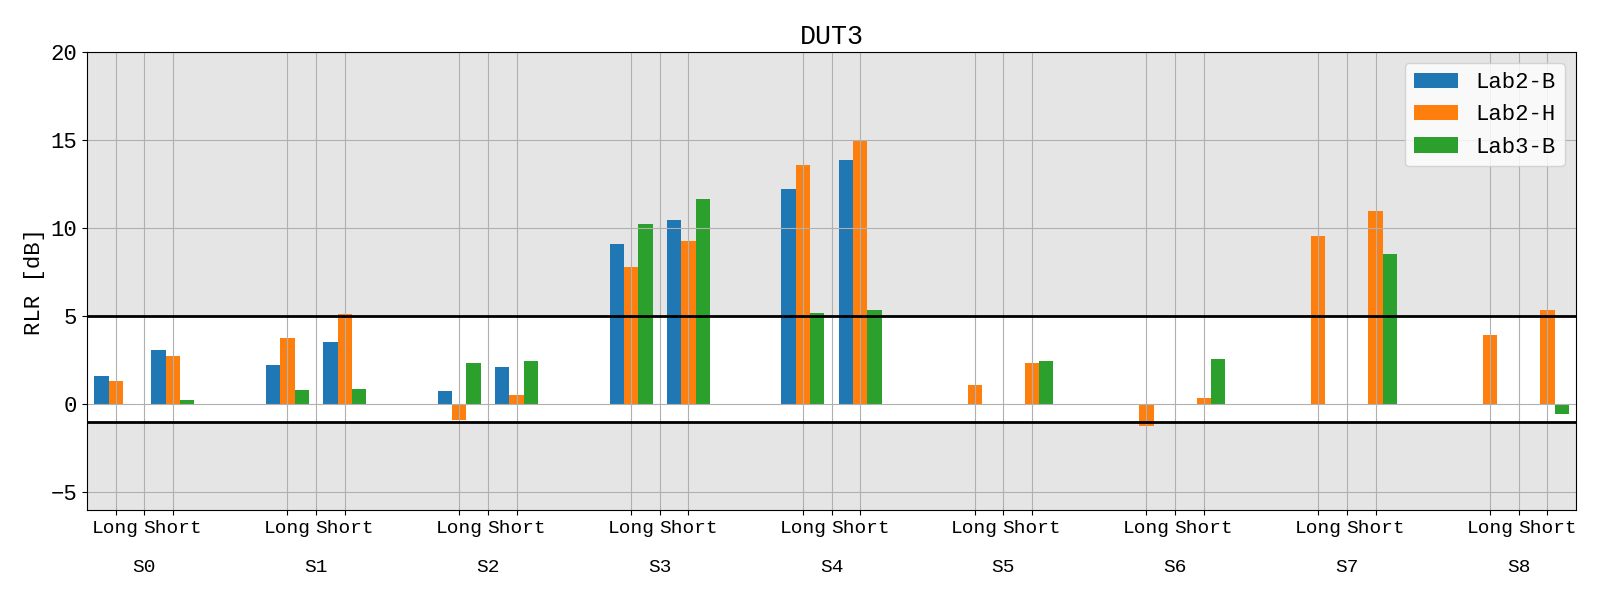 DUT3
20
15
10
5
0
−5
RLR [dB]
Lab2-B
Lab2-H
Lab3-B
Long Short Long Short Long Short Long Short Long Short Long Short Long Short Long Short Long Short
S0 S1 S2 S3 S4 S5 S6 S7 S8